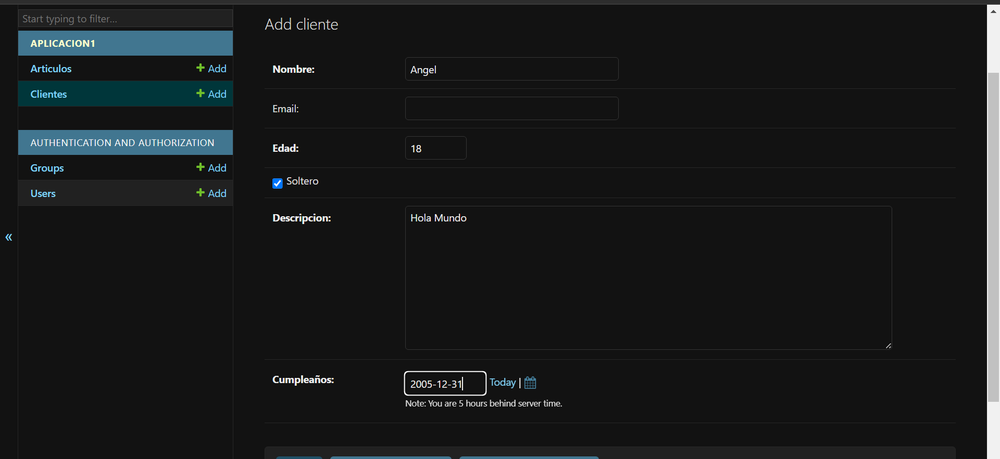 Start typing to filter...
APLICACION1
Articulos + Add
Clientes + Add
AUTHENTICATION AND AUTHORIZATION
Groups + Add
Users + Add
«
Add cliente
Nombre: Angel
Email:
Edad: 18
Soltero
Descripcion: Hola Mundo
Cumpleaños: 2005-12-31 Today |
Note: You are 5 hours behind server time.